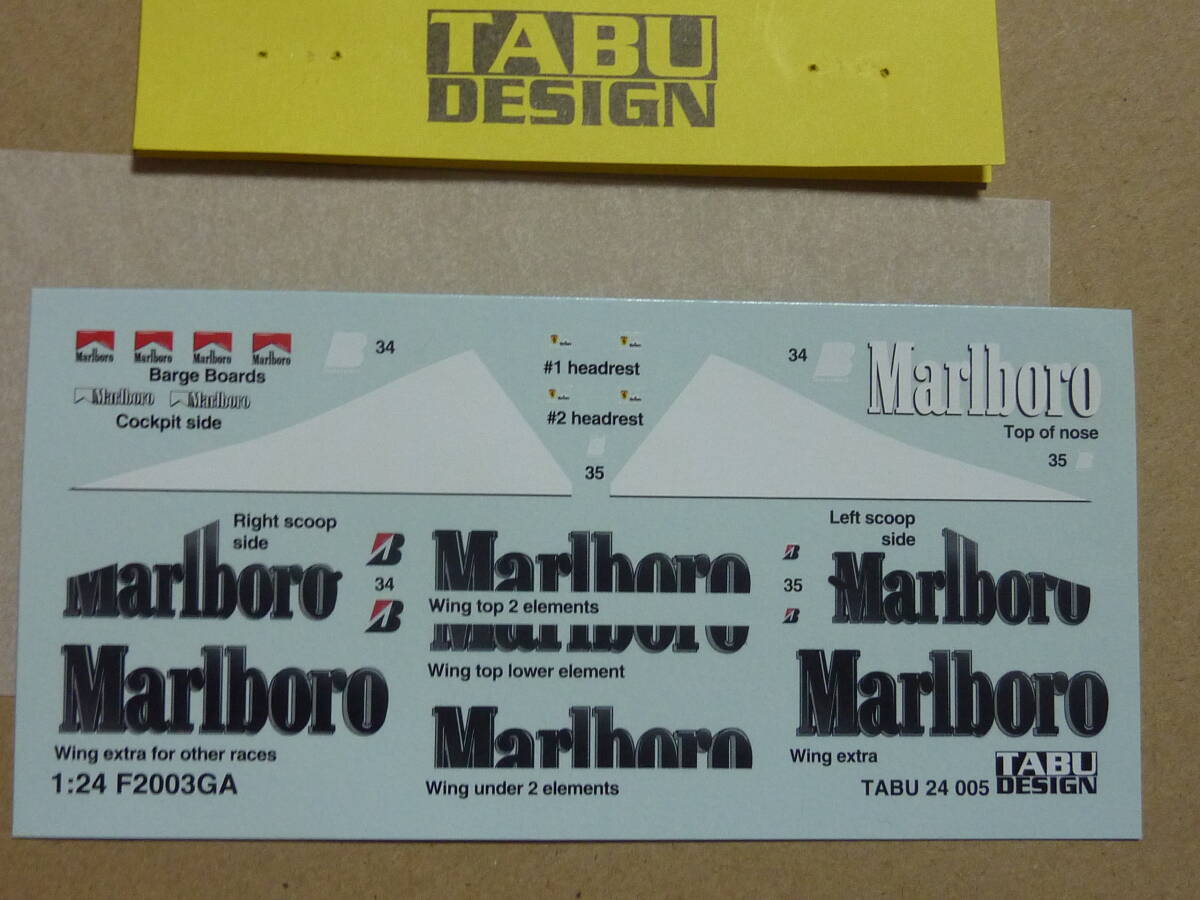 TABU
DESIGN
Marlboro Marlboro Marlboro Marlboro
Barge Boards
Marlboro Marlboro
Cockpit side
34
#1 headrest
#2 headrest
35
34
Marlboro
Top of nose
35
Right scoop
side
Marlboro
B
34
B
Marlboro
Wing top 2 elements
Marlboro
Wing top lower element
Left scoop
side
B
35
B
Marlboro
Marlboro
Wing extra for other races
1:24 F2003GA
Marlboro
Wing under 2 elements
Marlboro
Wing extra
TABU 24 005
TABU
DESIGN